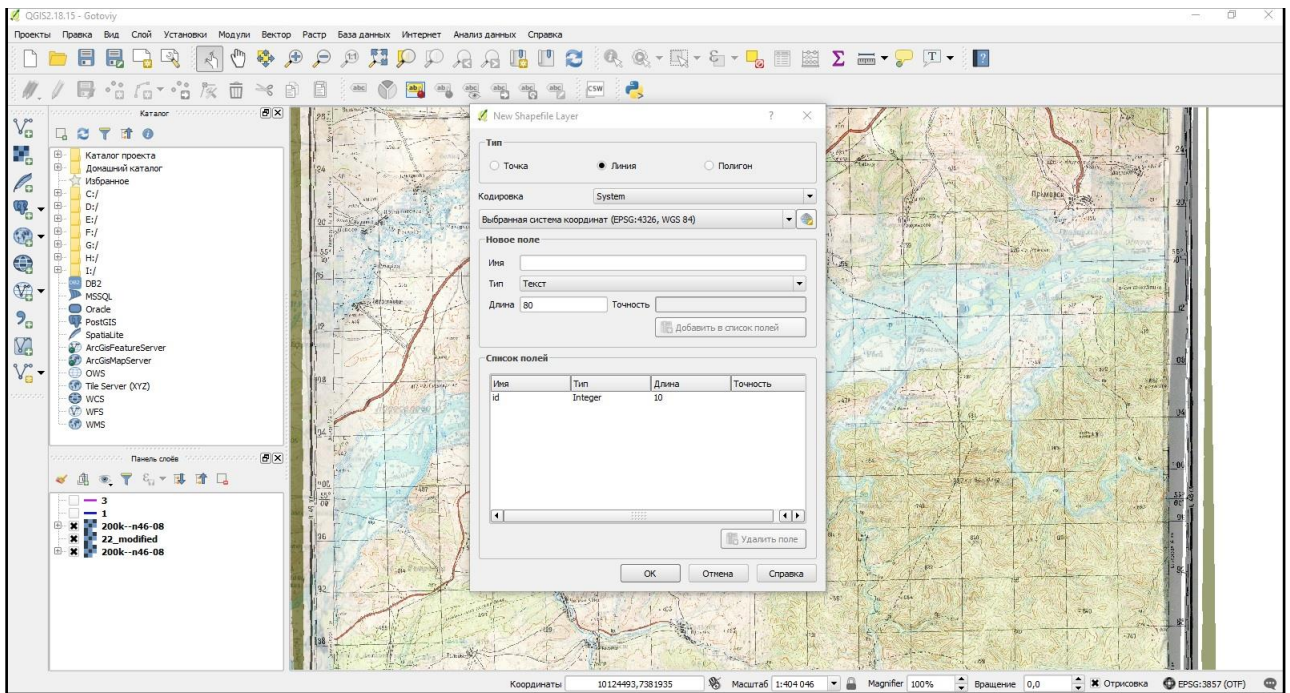 QGIS2.18.15 - Gotoviy
Проекты Правка Вид Слой Установки Модули Вектор Растр База данных Интернет Анализ данных Справка
CSW
Каталог
Каталог проекта
Домашний каталог
Избранное
C:/
D:/
E:/
F:/
G:/
H:/
I:/
DB2
MSSQL
Oracle
PostGIS
SpatiaLite
ArcGisFeatureServer
ArcGisMapServer
OWS
Tile Server (XYZ)
WCS
WFS
WMS
Панель слоёв
3
1
200k--n46-08
22_modified
200k--n46-08
New Shapefile Layer
Тип
Точка Линия Полигон
Кодировка System
Выбранная система координат (EPSG:4326, WGS 84)
Новое поле
Имя
Тип Текст
Длина 80 Точность
Добавить в список полей
Список полей
Имя Тип Длина Точность
id Integer 10
Удалить поле
OK Отмена Справка
Координаты 10124493,7381935 Масштаб 1:404 046 Magnifier 100% Вращение 0,0 Отрисовка EPSG:3857 (OTF)